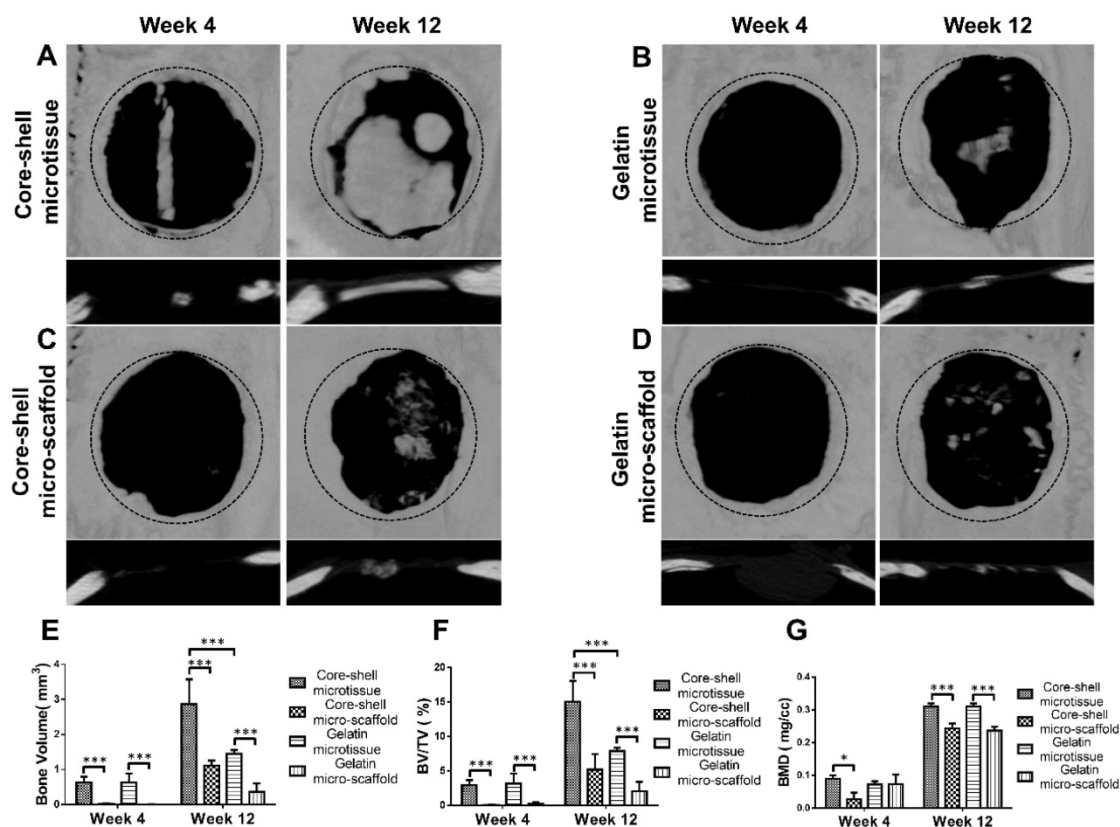 Week 4
Week 12
Week 4
Week 12
A
B
Core-shell
microtissue
Gelatin
microtissue
C
D
Core-shell
micro-scaffold
Gelatin
micro-scaffold
E
Bone Volume( mm³)
4
3
2
1
0
***
***
***
***
***
Week 4
Week 12
Core-shell
microtissue
Core-shell
micro-scaffold
Gelatin
microtissue
Gelatin
micro-scaffold
F
BV/TV ( %)
20
15
10
5
0
***
***
***
***
***
Week 4
Week 12
Core-shell
microtissue
Core-shell
micro-scaffold
Gelatin
microtissue
Gelatin
micro-scaffold
G
BMD ( mg/cc)
0.4
0.3
0.2
0.1
0.0
*
***
***
Week 4
Week 12
Core-shell
microtissue
Core-shell
micro-scaffold
Gelatin
microtissue
Gelatin
micro-scaffold